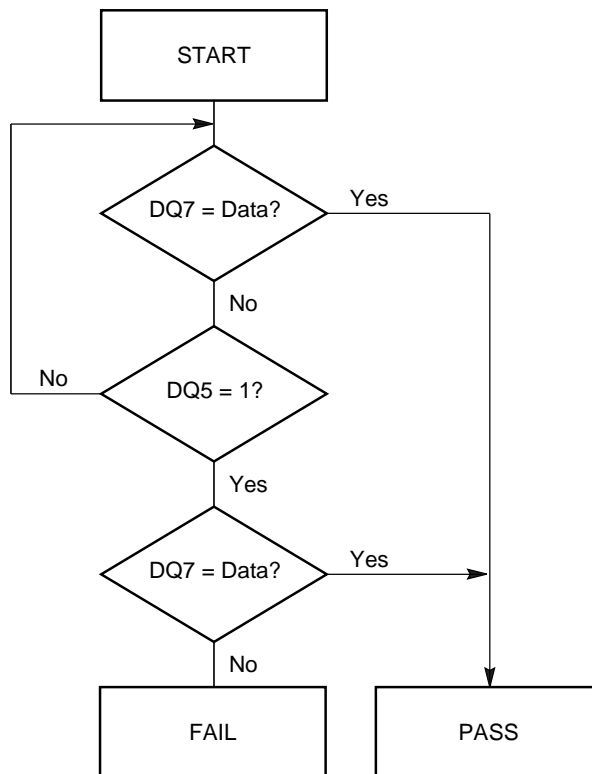 START
DQ7 = Data?
Yes
No
No
DQ5 = 1?
Yes
DQ7 = Data?
Yes
No
FAIL
PASS